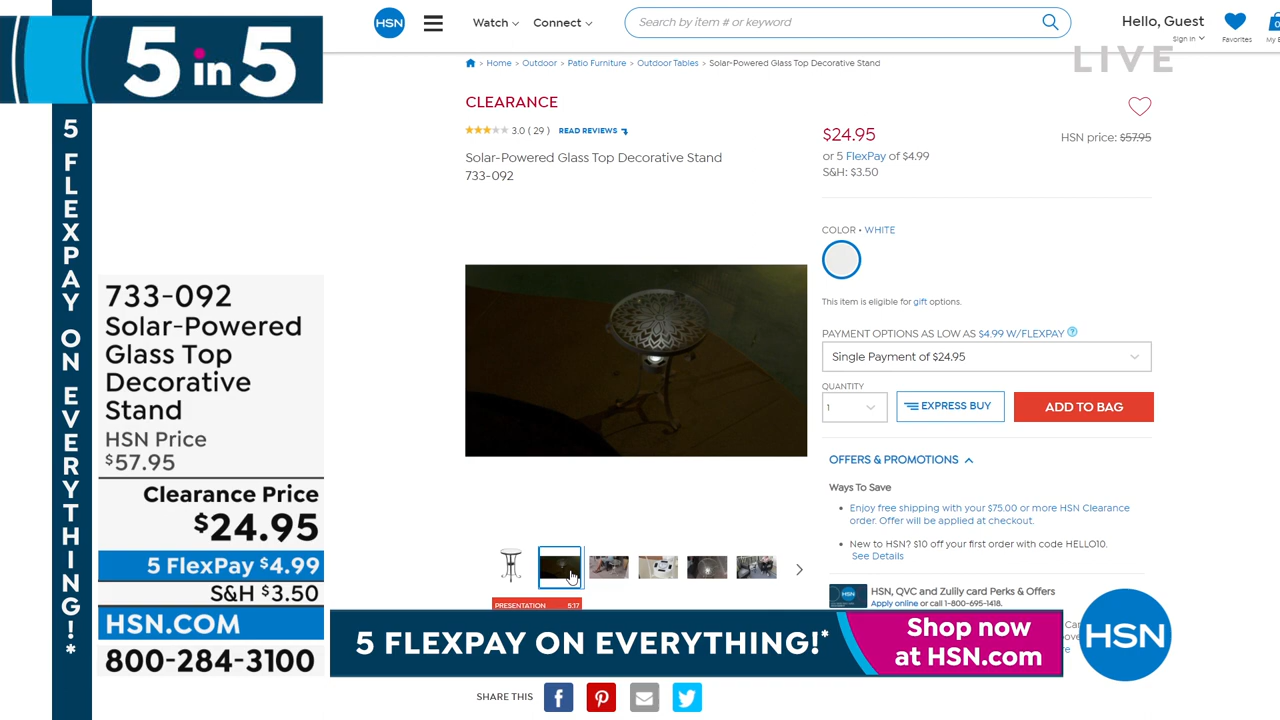 5 in 5
5 FLEXPAY ON EVERYTHING!*
733-092
Solar-Powered
Glass Top
Decorative
Stand
HSN Price
$57.95
Clearance Price
$24.95
5 FlexPay $4.99
S&H $3.50
HSN.COM
800-284-3100
HSN
Watch
Connect
Search by item # or keyword
Hello, Guest
Sign In
Favorites
0
LIVE
> Home > Outdoor > Patio Furniture > Outdoor Tables > Solar-Powered Glass Top Decorative Stand
CLEARANCE
3.0 ( 29 ) READ REVIEWS
Solar-Powered Glass Top Decorative Stand
733-092
$24.95
HSN price: $57.95
or 5 FlexPay of $4.99
S&H: $3.50
COLOR • WHITE
This item is eligible for gift options.
PAYMENT OPTIONS AS LOW AS $4.99 W/FLEXPAY ?
Single Payment of $24.95
QUANTITY
1
EXPRESS BUY
ADD TO BAG
OFFERS & PROMOTIONS
Ways To Save
• Enjoy free shipping with your $75.00 or more HSN Clearance
order. Offer will be applied at checkout.
• New to HSN? $10 off your first order with code HELLO10.
See Details
HSN
HSN, QVC and Zulily card Perks & Offers
Apply online or call 1-800-695-1418.
PRESENTATION 5:17
5 FLEXPAY ON EVERYTHING!*
Shop now
at HSN.com
HSN
SHARE THIS